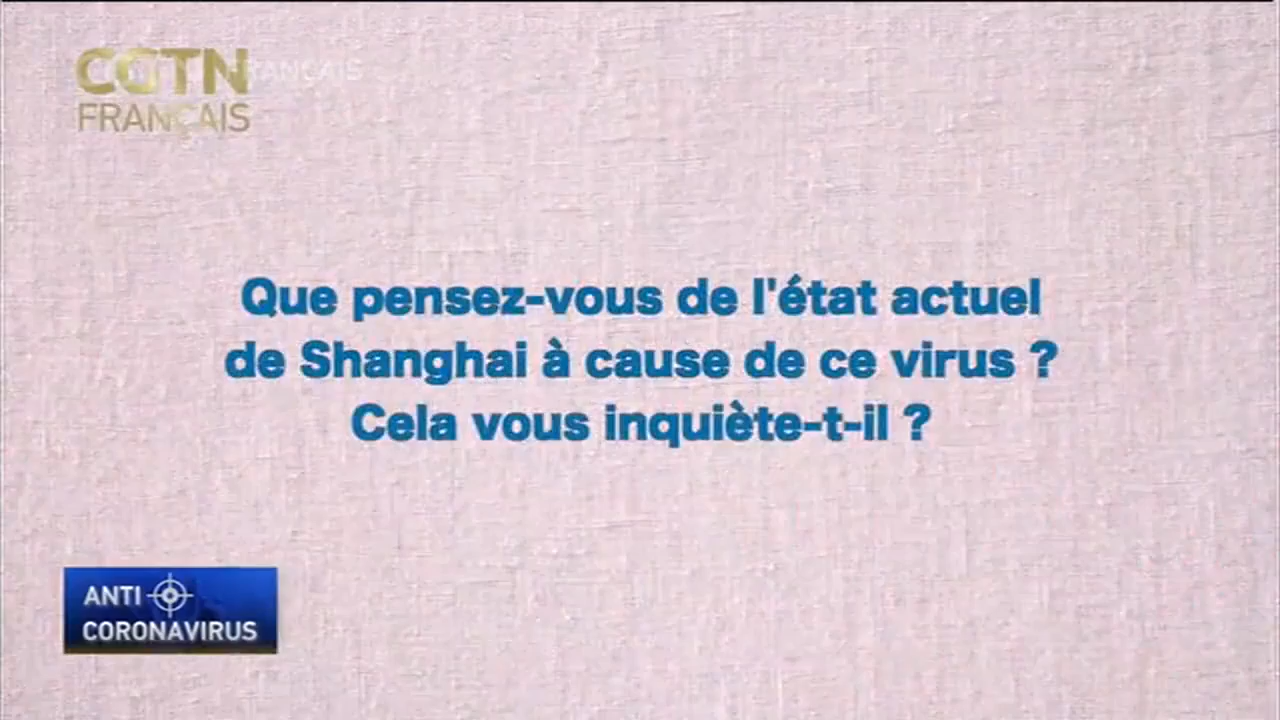 CGTN
FRANÇAIS
FRANÇAIS
Que pensez-vous de l'état actuel
de Shanghai à cause de ce virus ?
Cela vous inquiète-t-il ?
ANTI
CORONAVIRUS